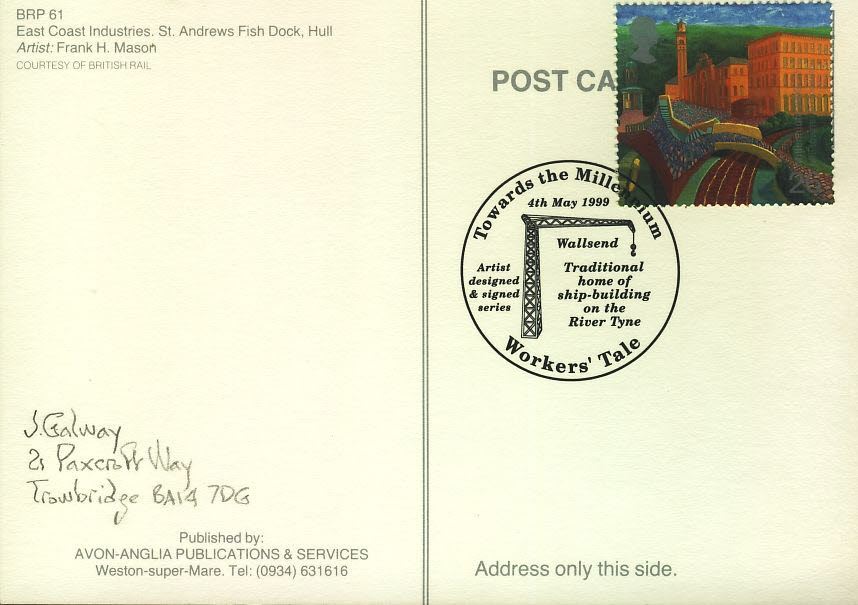 BRP 61
East Coast Industries. St. Andrews Fish Dock, Hull
Artist: Frank H. Mason
COURTESY OF BRITISH RAIL
POST CA
Towards the Millennium
4th May 1999
Wallsend
Artist
designed
& signed
series
Traditional
home of
ship-building
on the
River Tyne
Workers' Tale
J. Galway
21 Paxcroft Way
Trowbridge BA14 7DG
Published by:
AVON-ANGLIA PUBLICATIONS & SERVICES
Weston-super-Mare. Tel: (0934) 631616
Address only this side.